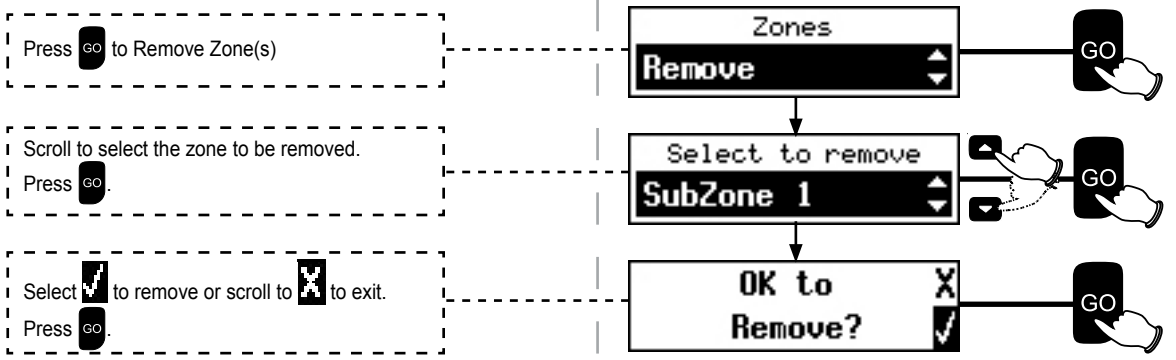 Press GO to Remove Zone(s)
Zones
Remove
GO
Scroll to select the zone to be removed.
Press GO.
Select to remove
SubZone 1
GO
Select √ to remove or scroll to X to exit.
Press GO.
OK to X
Remove? √
GO